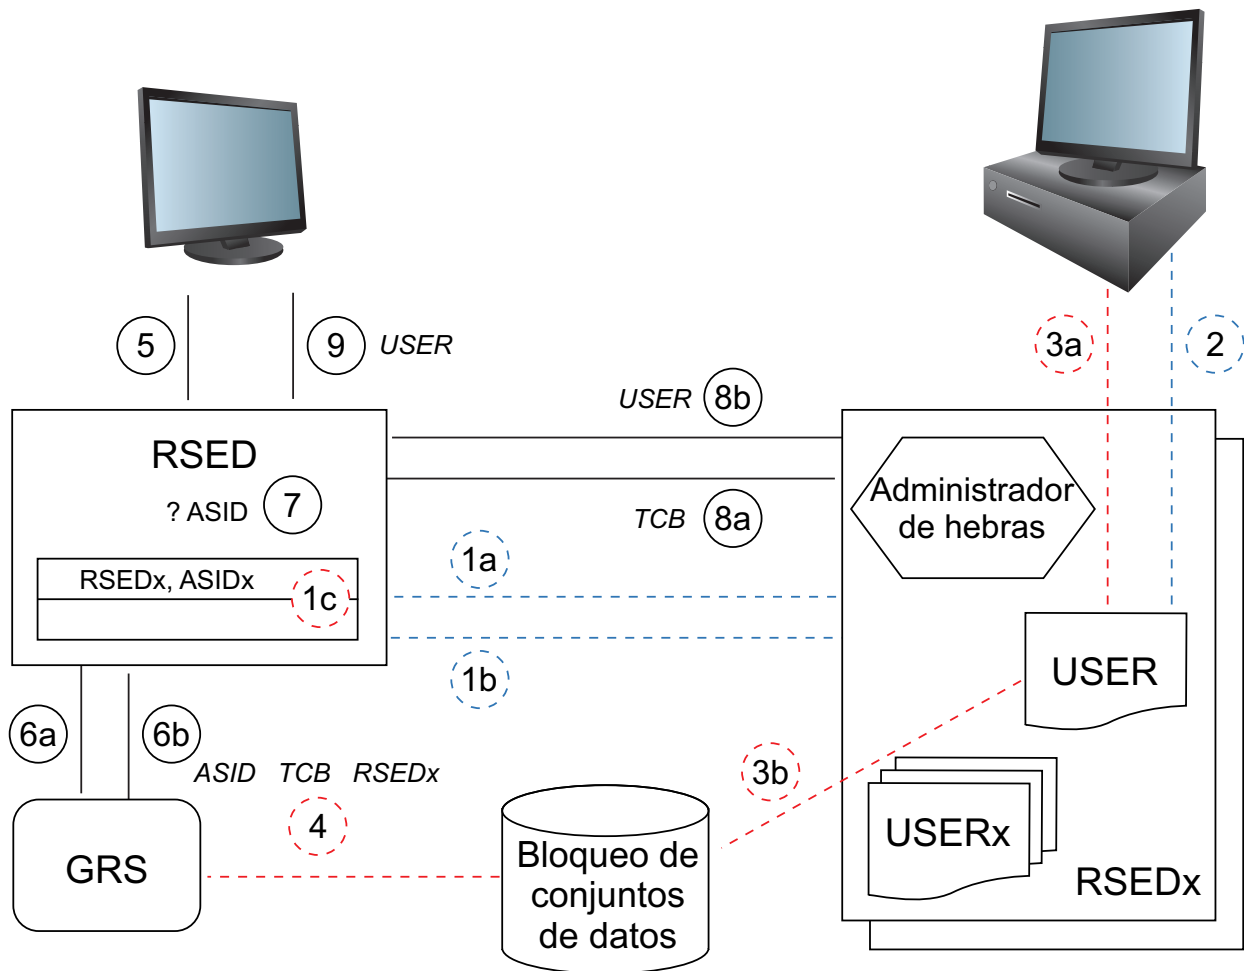 5
9 USER
3a
2
USER 8b
RSED
? ASID 7
TCB 8a
Administrador
de hebras
RSEDx, ASIDx
1c
1a
1b
USER
6a
6b
ASID TCB RSEDx
4
3b
GRS
Bloqueo de
conjuntos
de datos
USERx
RSEDx